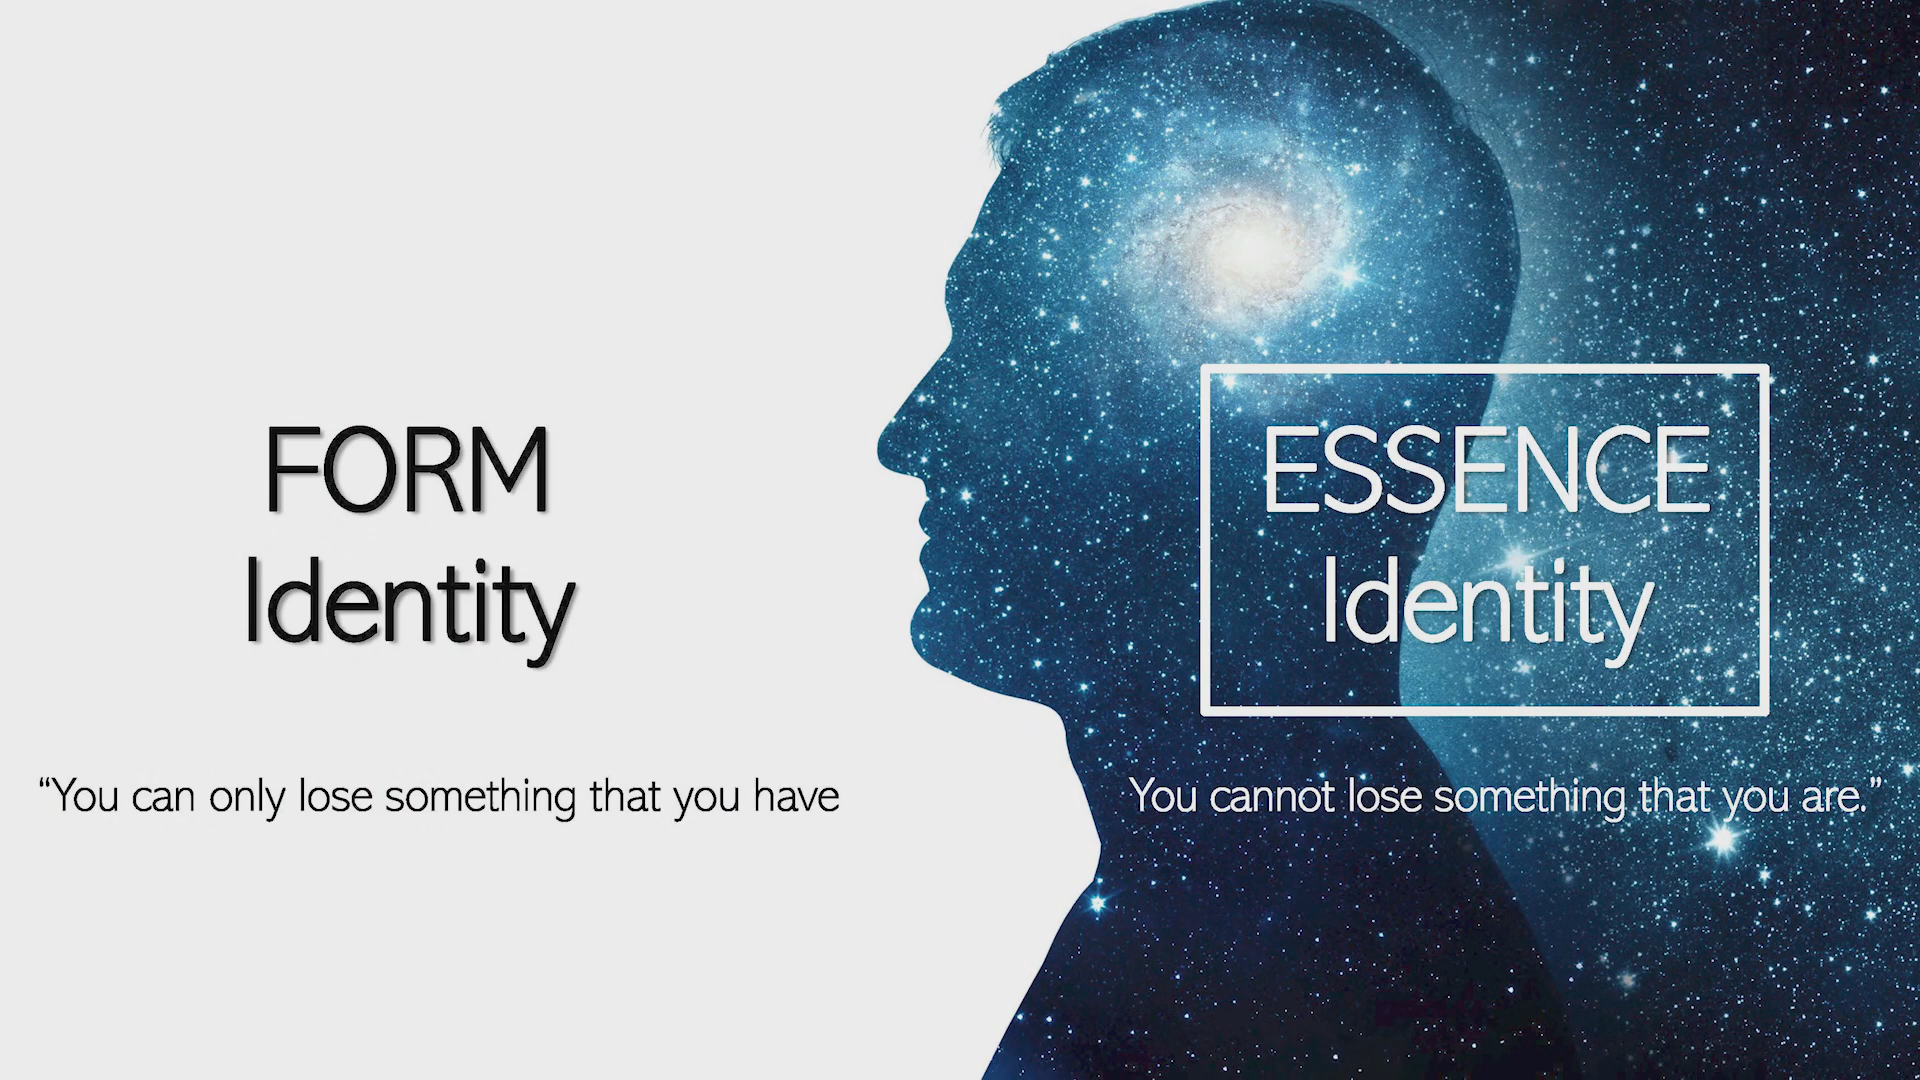 FORM
Identity
“You can only lose something that you have
ESSENCE
Identity
You cannot lose something that you are.”